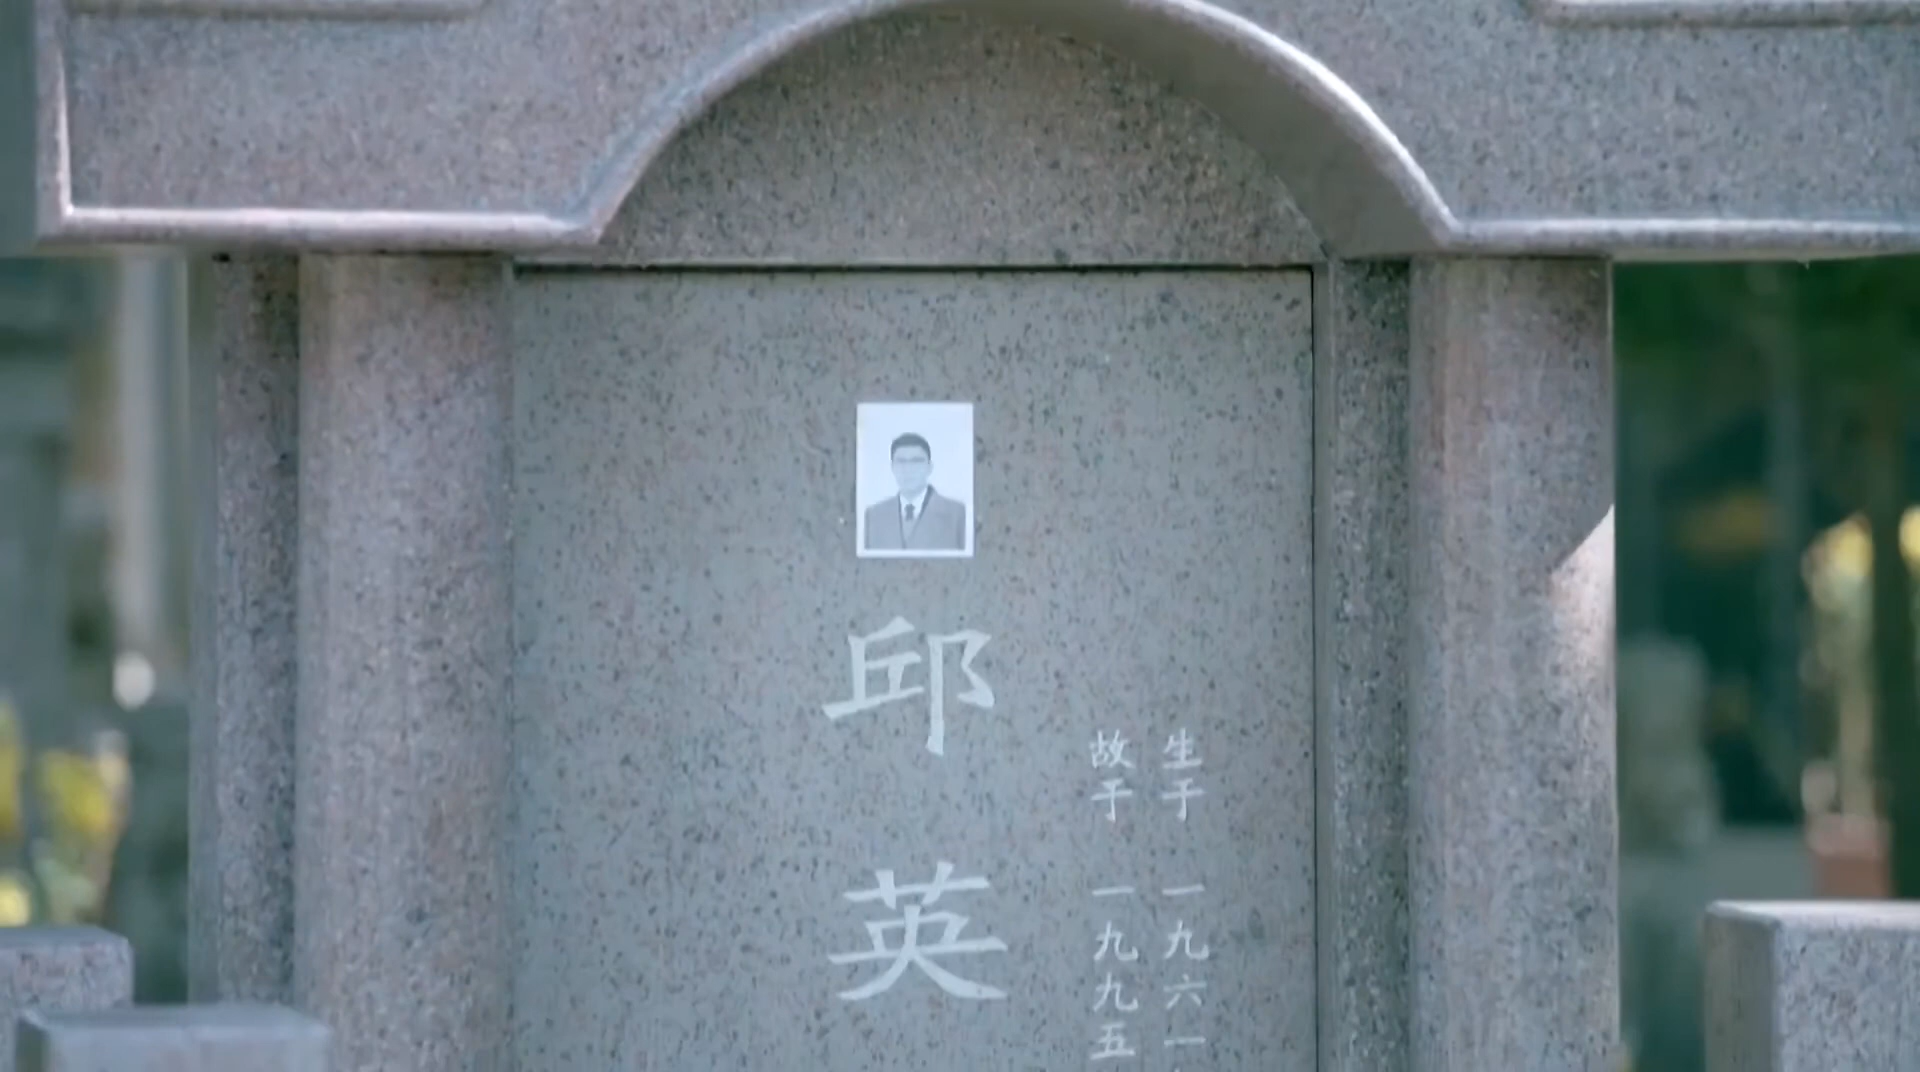 生于 一九六一
故于 一九九五
邱英